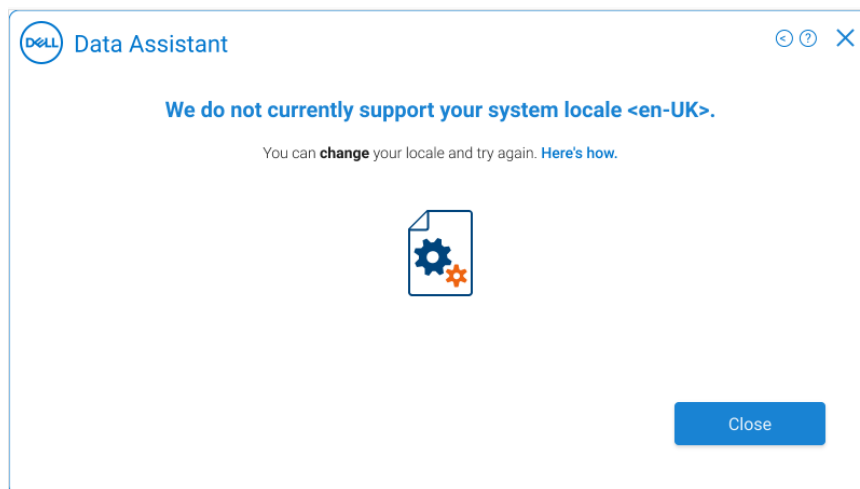 DELL Data Assistant
We do not currently support your system locale <en-UK>.
You can change your locale and try again. Here's how.
Close